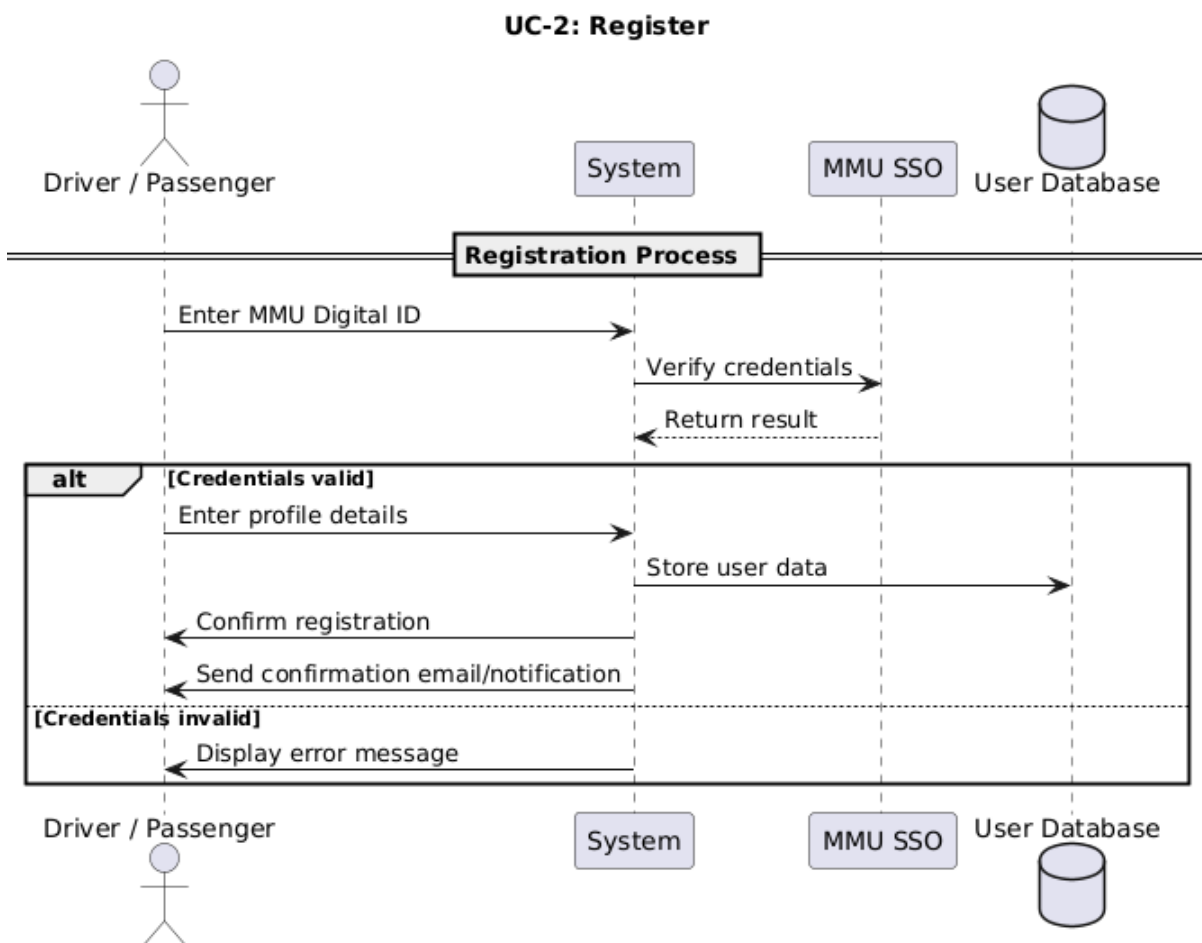 UC-2: Register
Driver / Passenger
System
MMU SSO
User Database
Registration Process
Enter MMU Digital ID
Verify credentials
Return result
alt
[Credentials valid]
Enter profile details
Store user data
Confirm registration
Send confirmation email/notification
[Credentials invalid]
Display error message
Driver / Passenger
System
MMU SSO
User Database